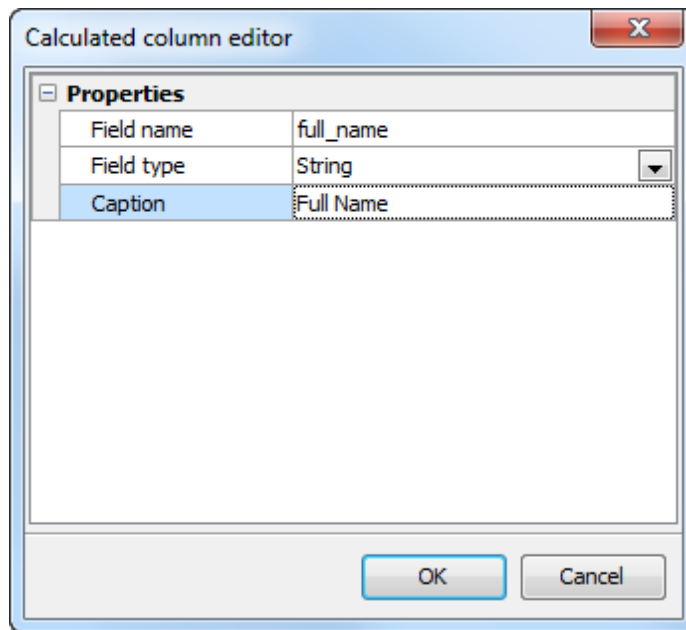 Calculated column editor
Properties
Field name full_name
Field type String
Caption Full Name
OK Cancel